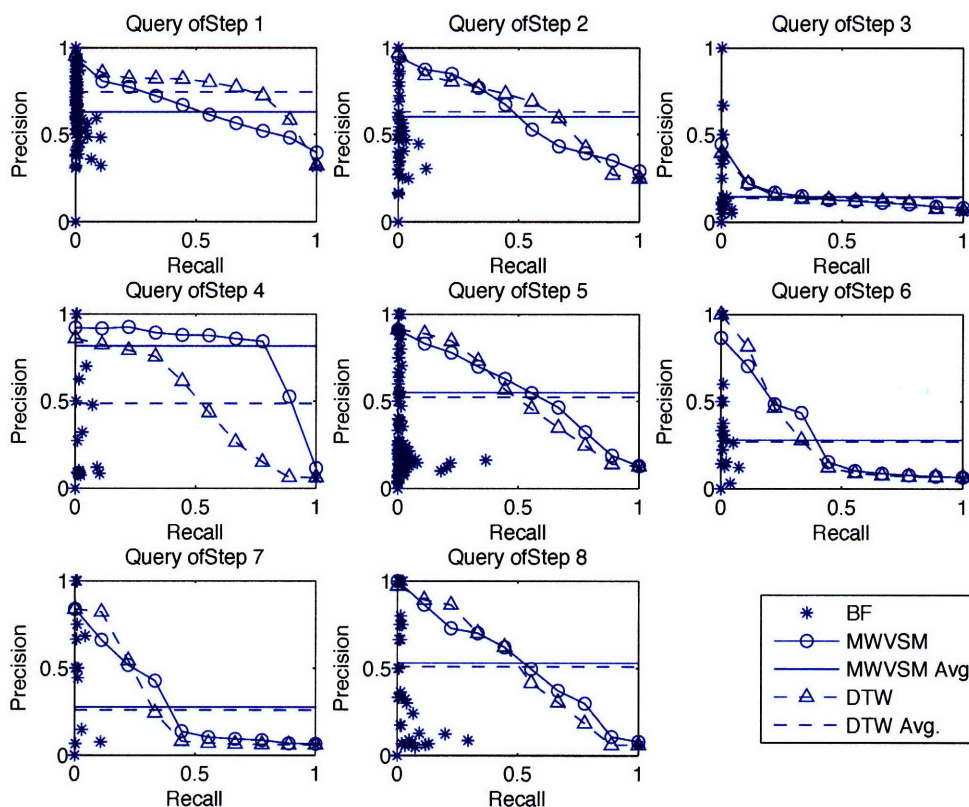 Query ofStep 1
Query ofStep 2
Query ofStep 3
1
0.5
0
Precision
0
0.5
1
Recall
1
0.5
0
Precision
0
0.5
1
Recall
1
0.5
0
Precision
0
0.5
1
Recall
Query ofStep 4
Query ofStep 5
Query ofStep 6
1
0.5
0
Precision
0
0.5
1
Recall
1
0.5
0
Precision
0
0.5
1
Recall
1
0.5
0
Precision
0
0.5
1
Recall
Query ofStep 7
Query ofStep 8
1
0.5
0
Precision
0
0.5
1
Recall
1
0.5
0
Precision
0
0.5
1
Recall
BF
MWVSM
MWVSM Avg
DTW
DTW Avg.